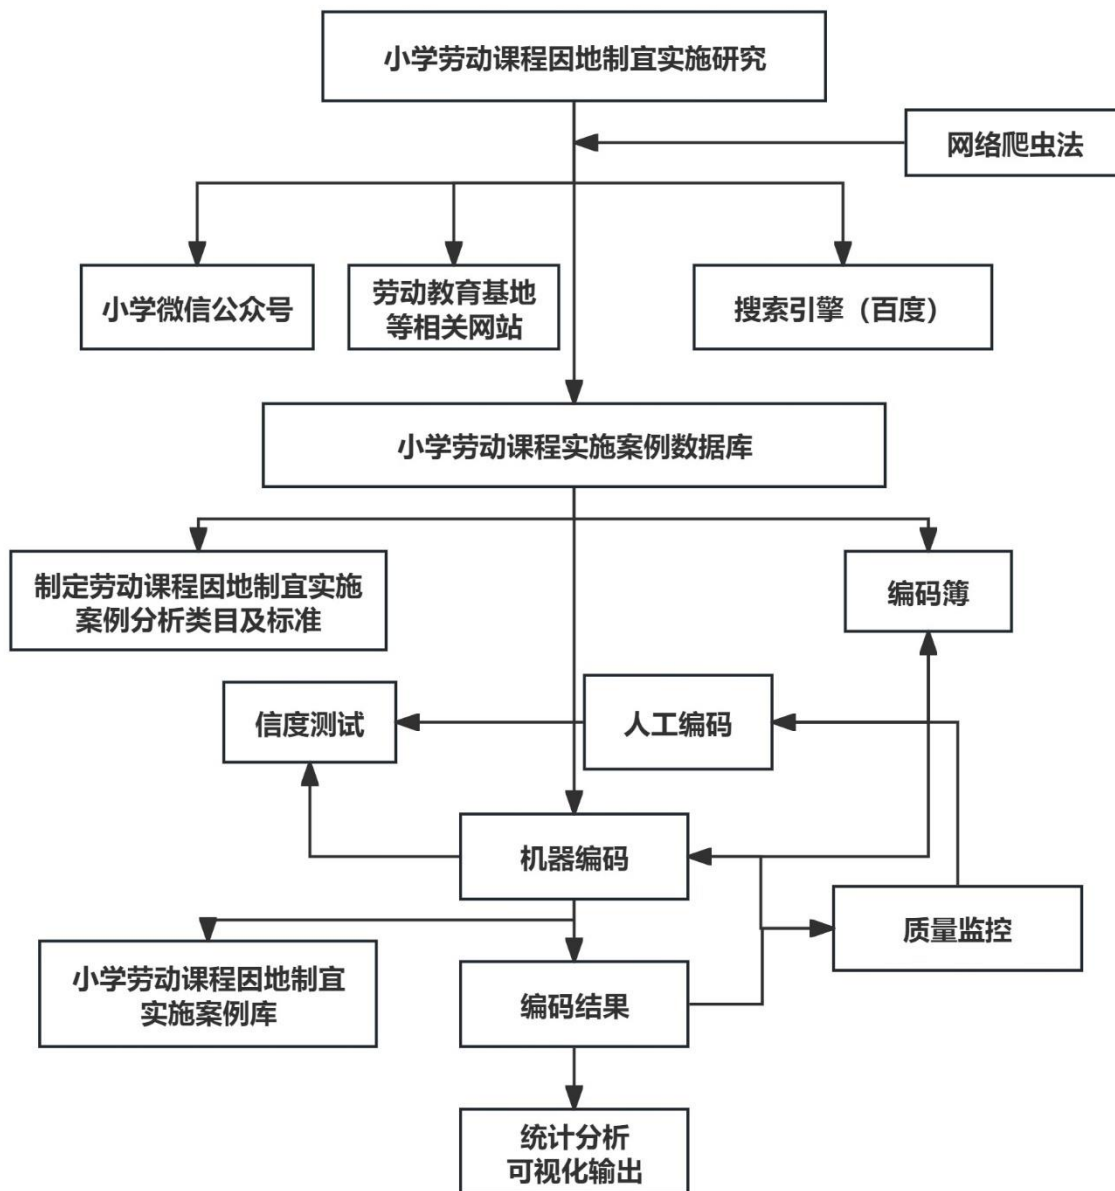 小学劳动课程因地制宜实施研究
网络爬虫法
小学微信公众号
劳动教育基地
等相关网站
搜索引擎（百度）
小学劳动课程实施案例数据库
制定劳动课程因地制宜实施
案例分析类目及标准
编码簿
信度测试
人工编码
机器编码
质量监控
小学劳动课程因地制宜
实施案例库
编码结果
统计分析
可视化输出